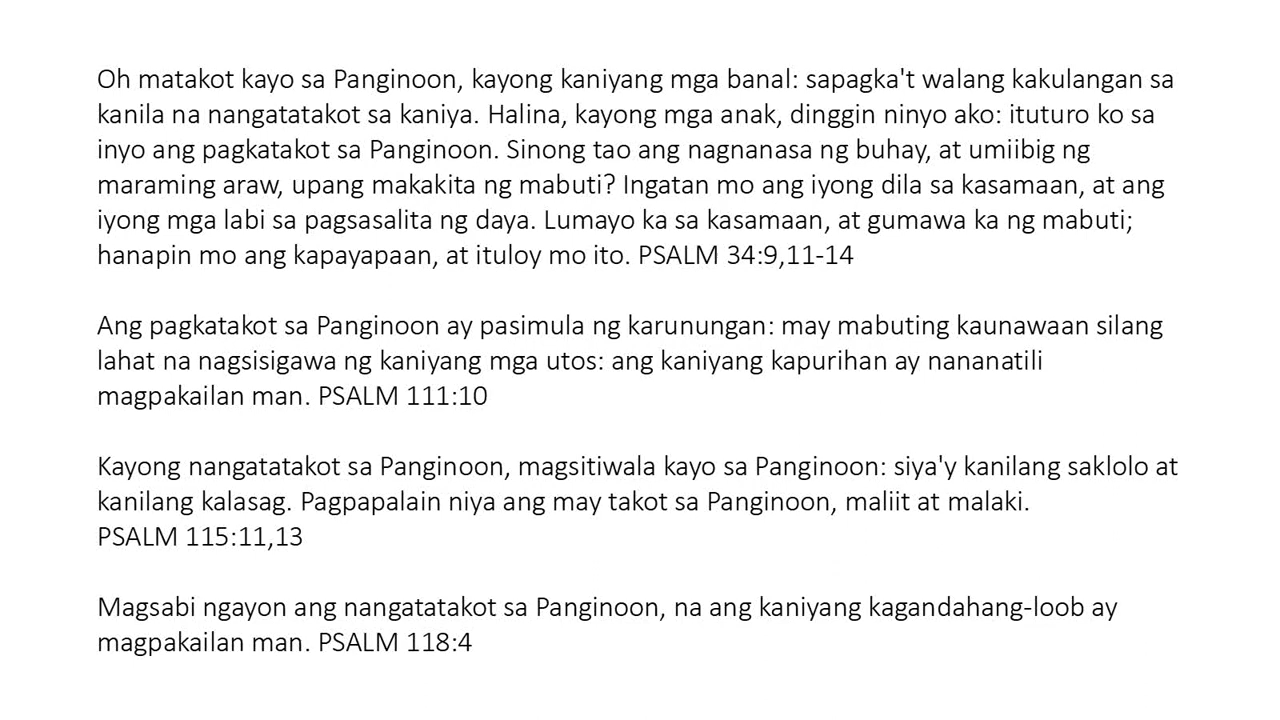 Oh matakot kayo sa Panginoon, kayong kaniyang mga banal: sapagka't walang kakulangan sa
kanila na nangatatakot sa kaniya. Halina, kayong mga anak, dinggin ninyo ako: ituturo ko sa
inyo ang pagkatakot sa Panginoon. Sinong tao ang nagnanasa ng buhay, at umiibig ng
maraming araw, upang makakita ng mabuti? Ingatan mo ang iyong dila sa kasamaan, at ang
iyong mga labi sa pagsasalita ng daya. Lumayo ka sa kasamaan, at gumawa ka ng mabuti;
hanapin mo ang kapayapaan, at ituloy mo ito. PSALM 34:9,11-14
Ang pagkatakot sa Panginoon ay pasimula ng karunungan: may mabuting kaunawaan silang
lahat na nagsisigawa ng kaniyang mga utos: ang kaniyang kapurihan ay nananatili
magpakailan man. PSALM 111:10
Kayong nangatatakot sa Panginoon, magsitiwala kayo sa Panginoon: siya'y kanilang saklolo at
kanilang kalasag. Pagpapalain niya ang may takot sa Panginoon, maliit at malaki.
PSALM 115:11,13
Magsabi ngayon ang nangatatakot sa Panginoon, na ang kaniyang kagandahang-loob ay
magpakailan man. PSALM 118:4